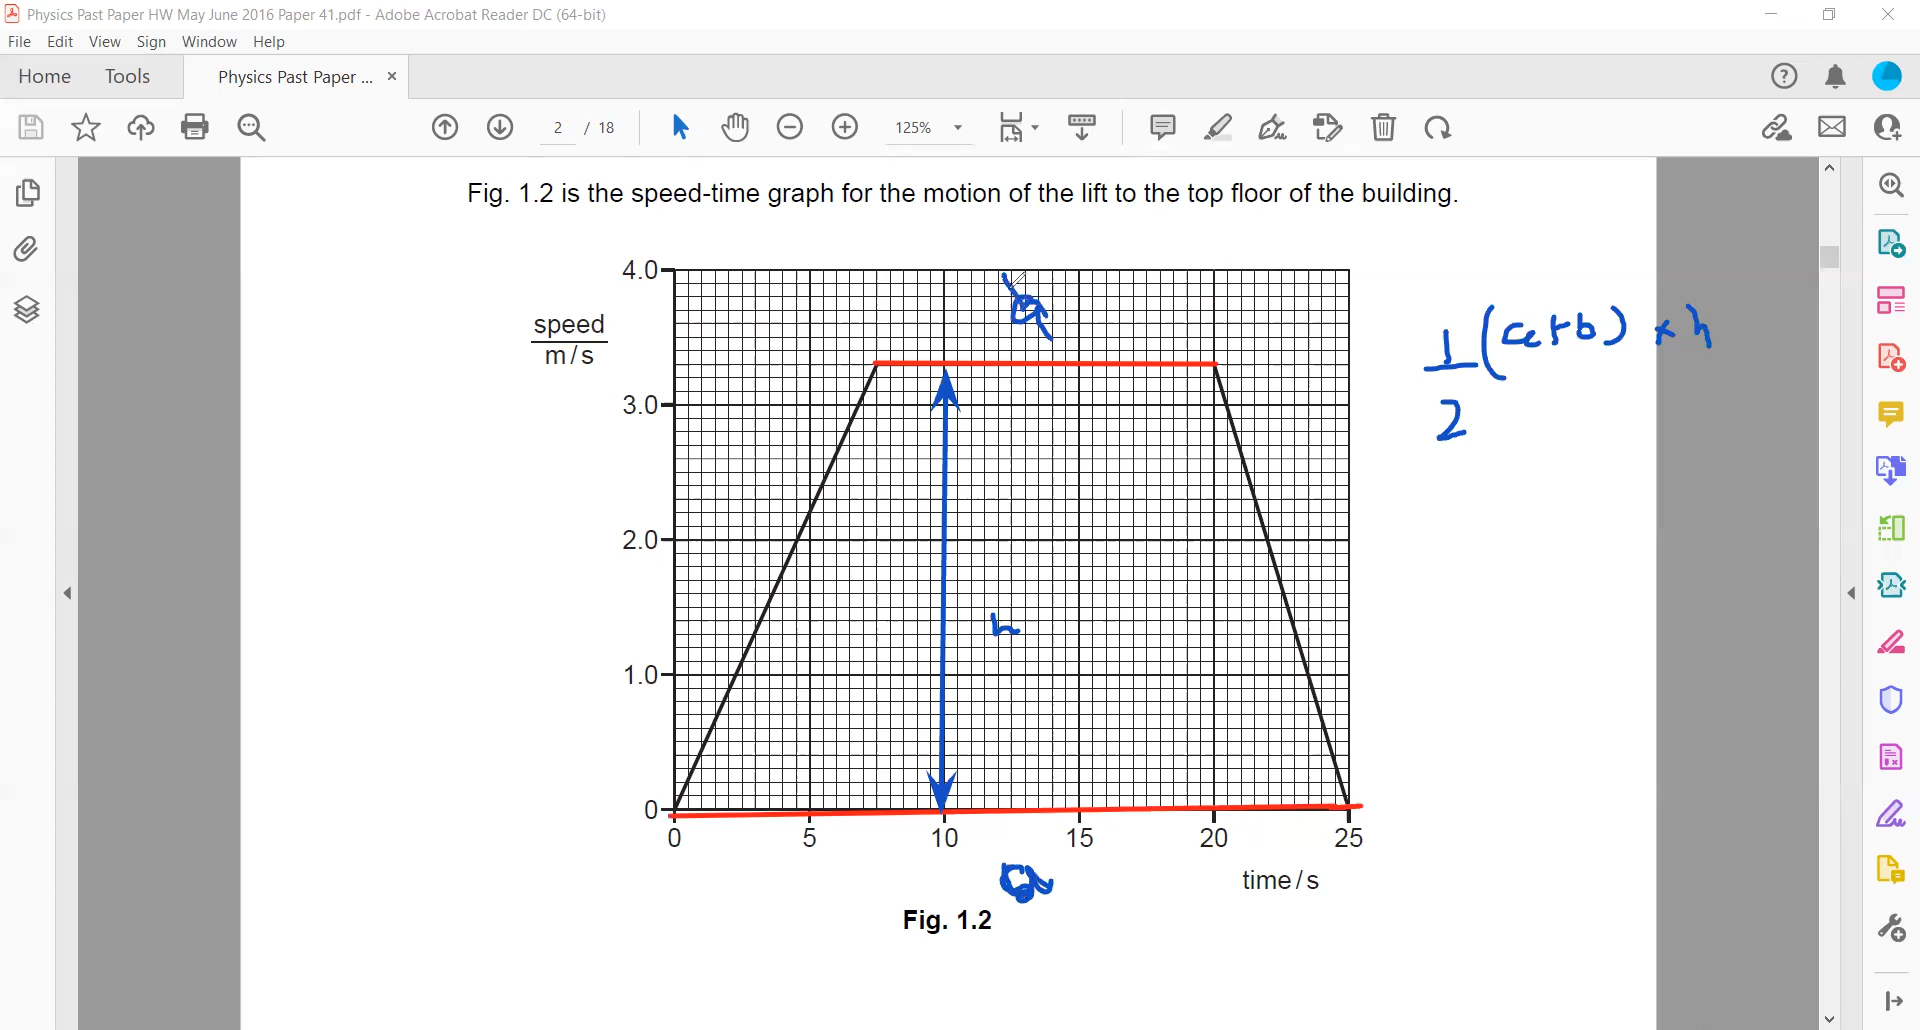 Physics Past Paper HW May June 2016 Paper 41.pdf - Adobe Acrobat Reader DC (64-bit)
File Edit View Sign Window Help
Home Tools Physics Past Paper ... ×
2 / 18 125%
Fig. 1.2 is the speed-time graph for the motion of the lift to the top floor of the building.
4.0
speed
m/s
3.0
2.0
1.0
0
0 5 10 15 20 25
time/s
Fig. 1.2
a
h
1/2 (a+b) × h